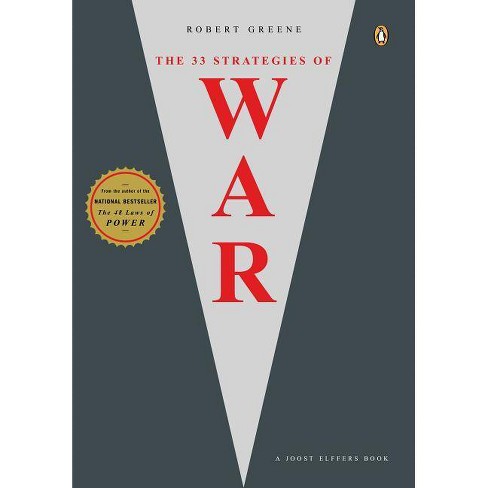 ROBERT GREENE
THE 33 STRATEGIES OF
W
A
R
From the author of the
NATIONAL BESTSELLER
The 48 Laws of
POWER
A JOOST ELFFERS BOOK